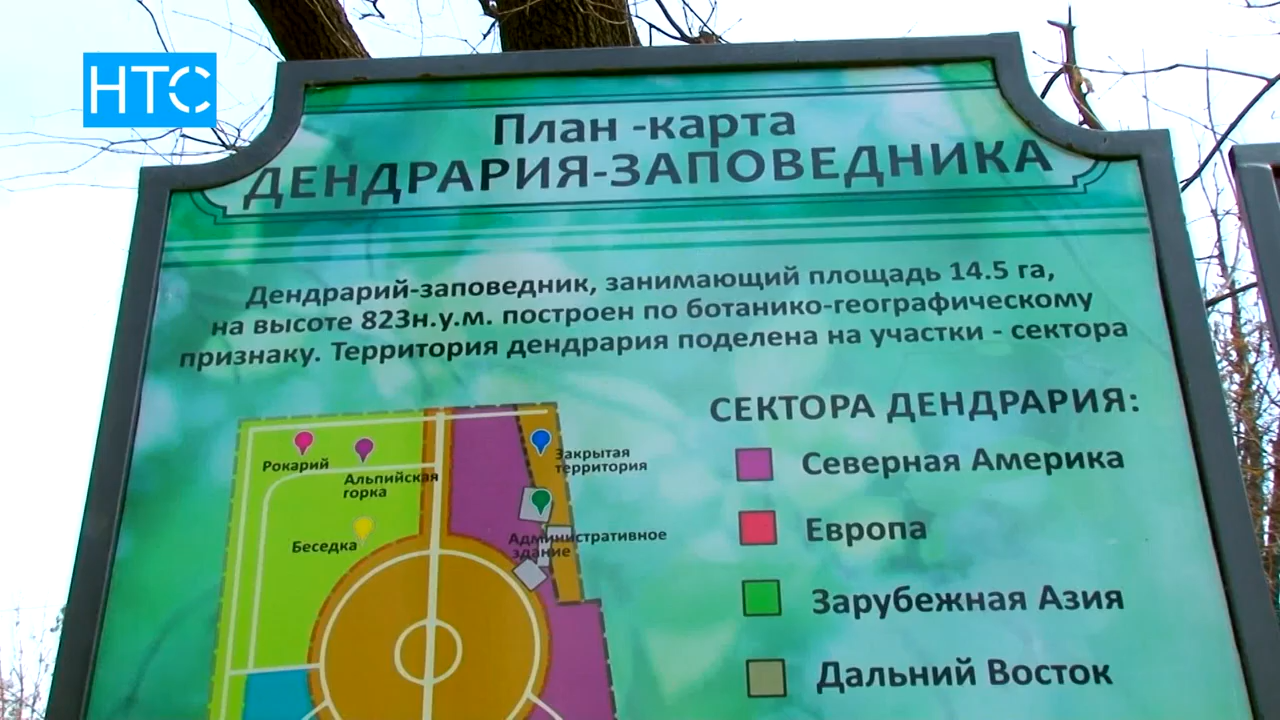 НТС
План -карта
ДЕНДРАРИЯ-ЗАПОВЕДНИКА
Дендрарий-заповедник, занимающий площадь 14.5 га,
на высоте 823н.у.м. построен по ботанико-географическому
признаку. Территория дендрария поделена на участки - сектора
СЕКТОРА ДЕНДРАРИЯ:
Северная Америка
Европа
Зарубежная Азия
Дальний Восток
Рокарий
Альпийская
горка
Беседка
Закрытая
территория
Административное
здание